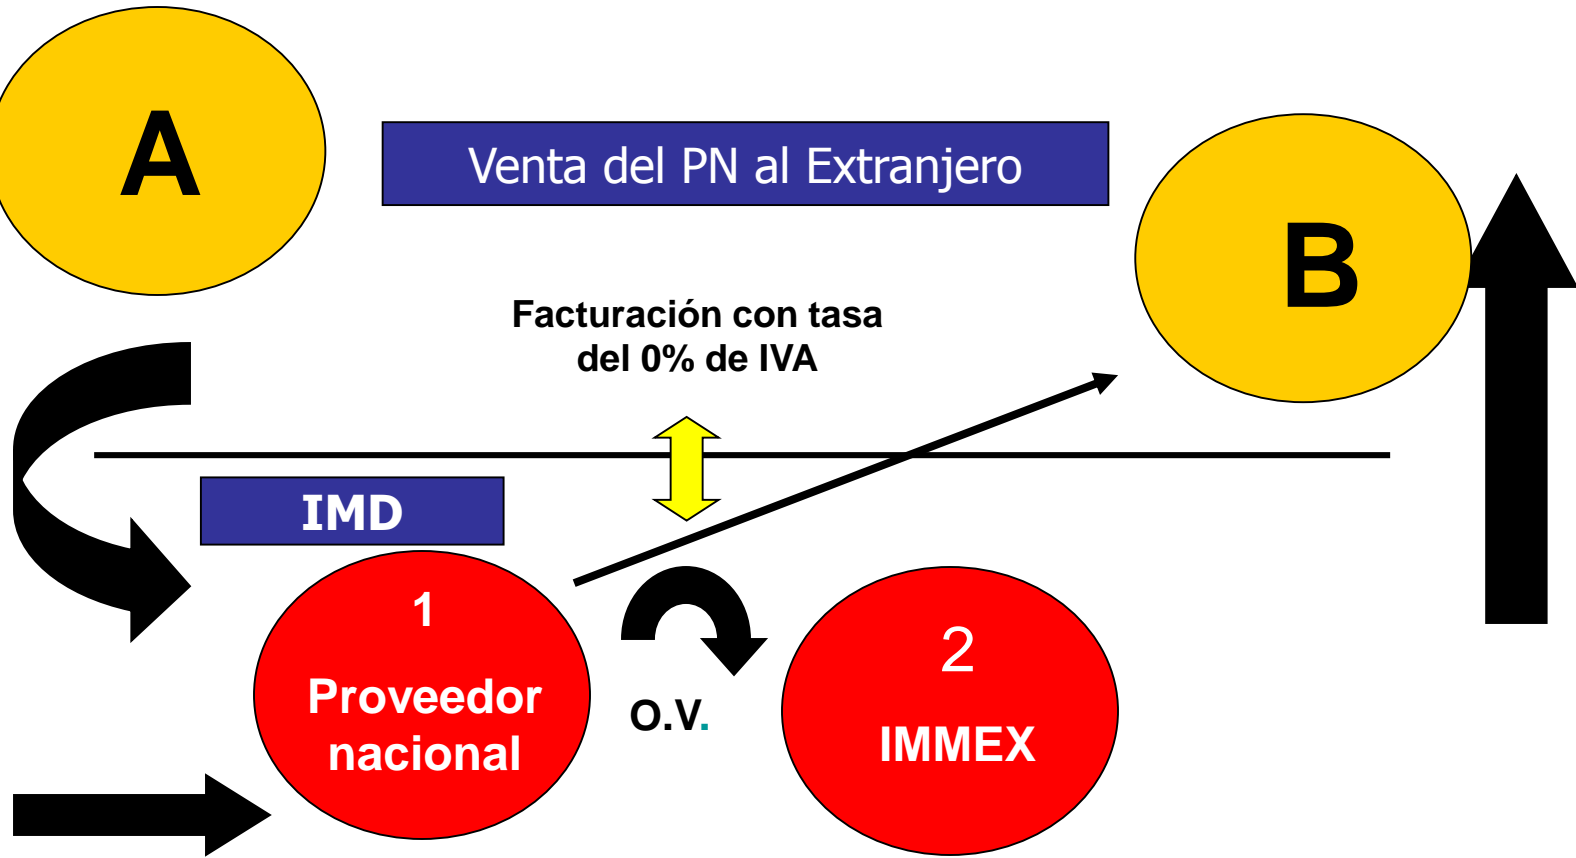 A
Venta del PN al Extranjero
B
Facturación con tasa
del 0% de IVA
IMD
1
Proveedor
nacional
O.V.
2
IMMEX